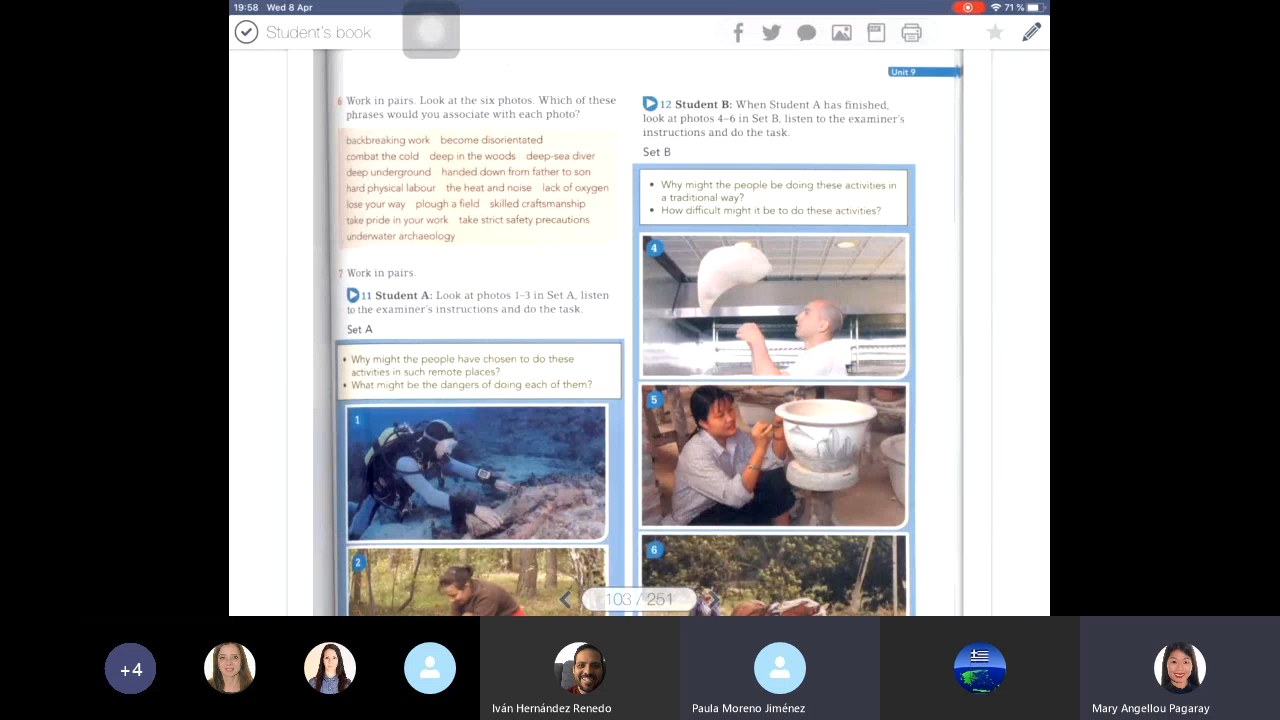 19:58 Wed 8 Apr
71 %
Student's book
Unit 9
6 Work in pairs. Look at the six photos. Which of these
phrases would you associate with each photo?
backbreaking work become disorientated
combat the cold deep in the woods deep-sea diver
deep underground handed down from father to son
hard physical labour the heat and noise lack of oxygen
lose your way plough a field skilled craftsmanship
take pride in your work take strict safety precautions
underwater archaeology
7 Work in pairs.
11 Student A: Look at photos 1–3 in Set A, listen
to the examiner's instructions and do the task.
Set A
• Why might the people have chosen to do these
activities in such remote places?
• What might be the dangers of doing each of them?
1
2
12 Student B: When Student A has finished,
look at photos 4–6 in Set B, listen to the examiner's
instructions and do the task.
Set B
• Why might the people be doing these activities in
a traditional way?
• How difficult might it be to do these activities?
4
5
6
103 / 251
+4
Iván Hernández Renedo
Paula Moreno Jiménez
Mary Angellou Pagaray